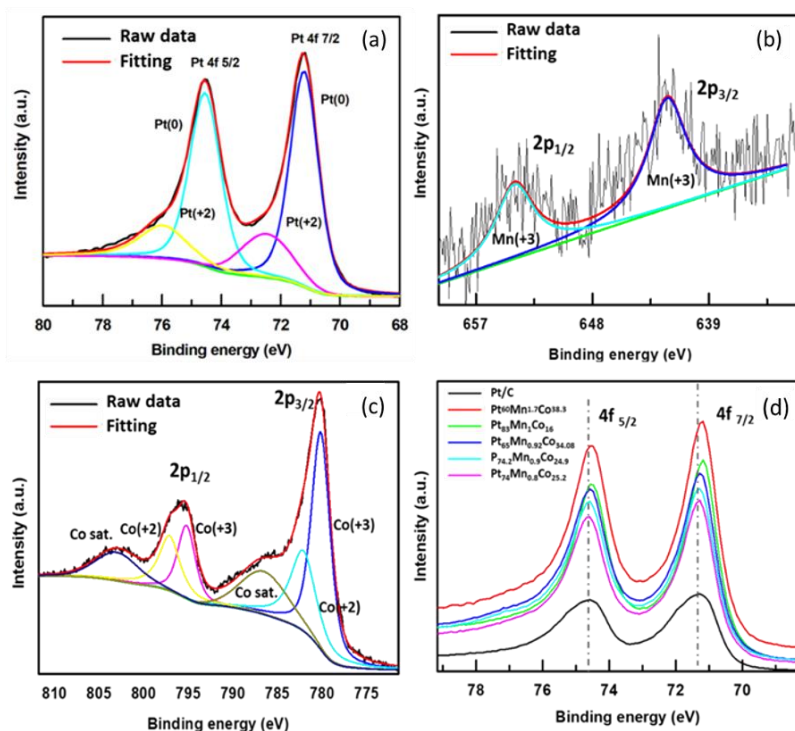 Raw data
Fitting
Pt 4f 5/2
Pt 4f 7/2
(a)
Pt(0)
Pt(0)
Pt(+2)
Pt(+2)
Intensity (a.u.)
80 78 76 74 72 70 68
Binding energy (eV)
Raw data
Fitting
(b)
2p3/2
2p1/2
Mn(+3)
Mn(+3)
Intensity (a.u.)
657 648 639
Binding energy (eV)
Raw data
Fitting
(c)
2p3/2
2p1/2
Co sat.
Co(+2)
Co(+3)
Co(+3)
Co sat.
Co(+2)
Intensity (a.u.)
810 803 795 787 780 775
Binding energy (eV)
Pt/C
Pt60Mn1.7Co38.3
Pt83Mn1Co16
Pt65Mn0.92Co34.08
P74.2Mn0.9Co24.9
Pt74Mn0.8Co25.2
4f 5/2
4f 7/2
(d)
Intensity (a.u.)
78 76 74 72 70
Binding energy (eV)